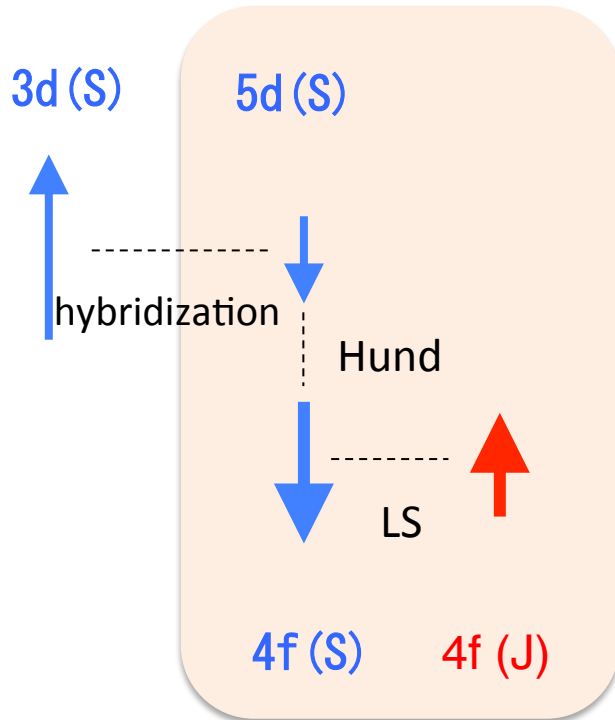 3d (S)
5d (S)
hybridization
Hund
LS
4f (S)
4f (J)